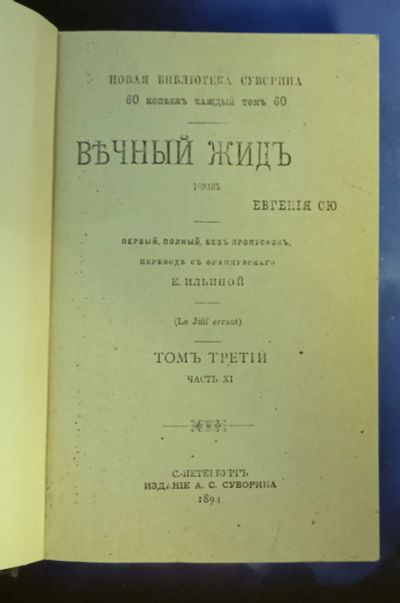 НОВАЯ БИБЛІОТЕКА СУВОРИНА
60 КОПѢЕКЪ КАЖДЫЙ ТОМЪ 60
ВѢЧНЫЙ ЖИДЪ
РОМАНЪ
ЕВГЕНІЯ СЮ
ПЕРВЫЙ, ПОЛНЫЙ, БЕЗЪ ПРОПУСКОВЪ,
ПЕРЕВОДЪ СЪ ФРАНЦУЗСКАГО
Е. ИЛЬИНОЙ
(Le Juif errant)
ТОМЪ ТРЕТІЙ
ЧАСТЬ XI
С.-ПЕТЕРБУРГЪ
ИЗДАНІЕ А. С. СУВОРИНА
1894